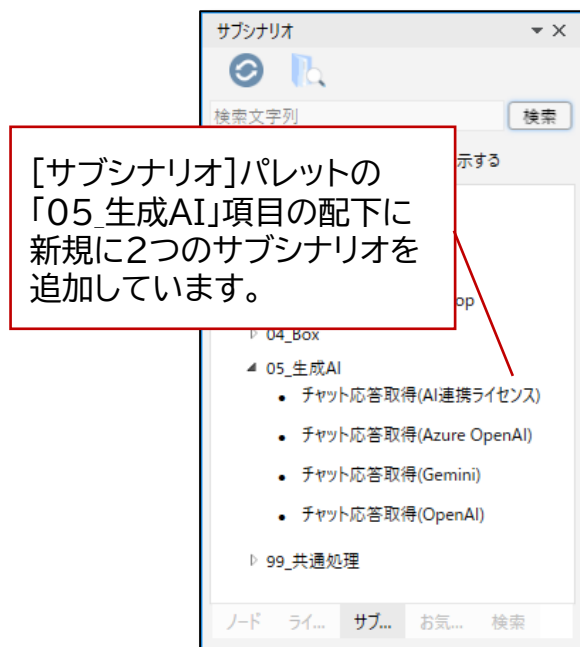 サブシナリオ
検索文字列
検索
示する
[サブシナリオ]パレットの
「05_生成AI」項目の配下に
新規に2つのサブシナリオを
追加しています。
op
04_Box
05_生成AI
• チャット応答取得(AI連携ライセンス)
• チャット応答取得(Azure OpenAI)
• チャット応答取得(Gemini)
• チャット応答取得(OpenAI)
99_共通処理
ノード ライ... サブ... お気... 検索